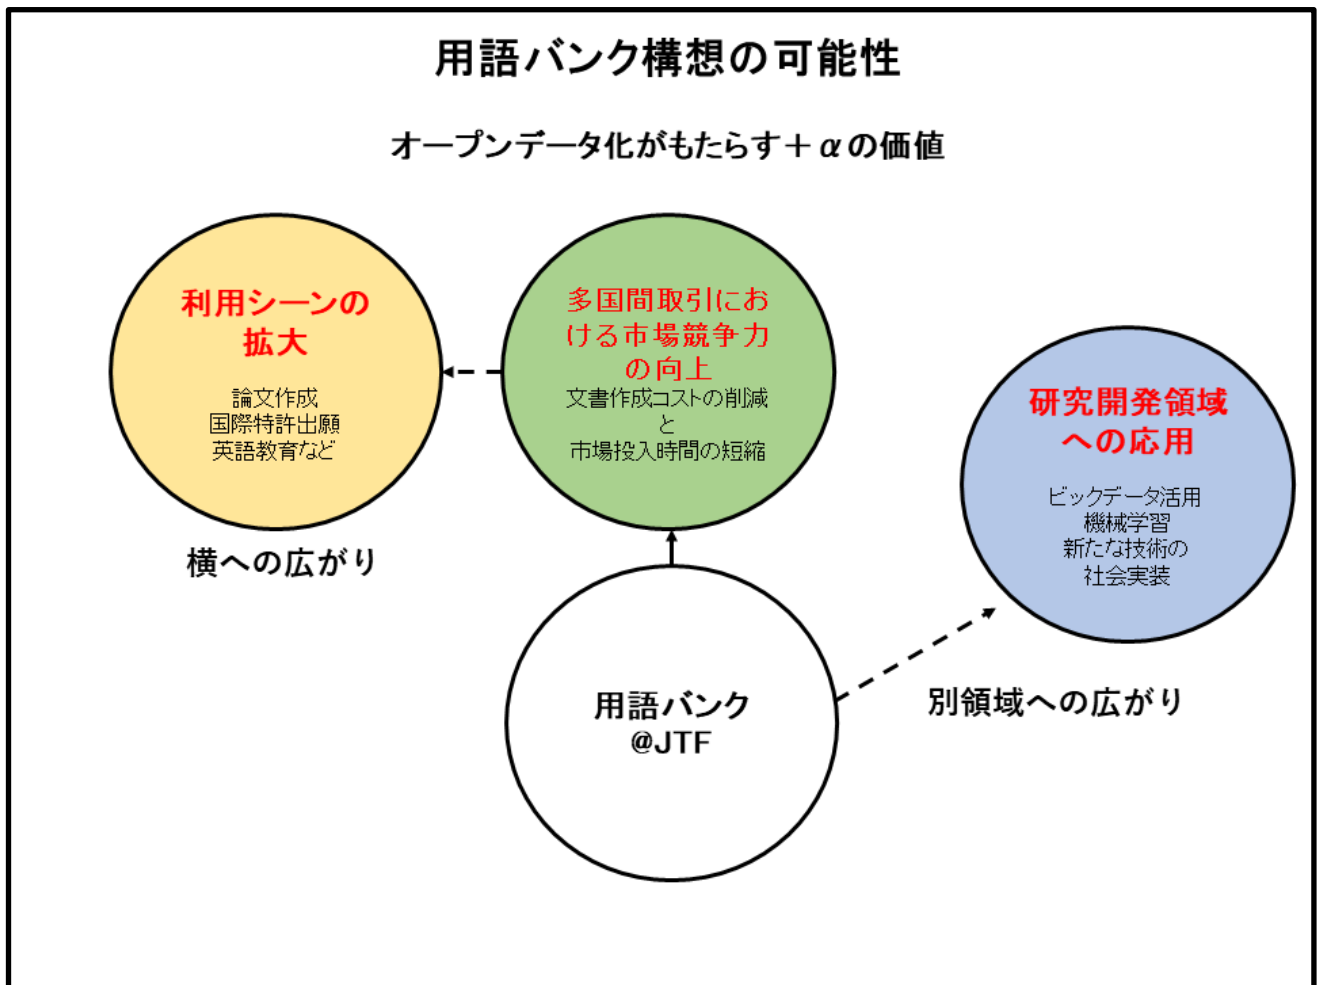 用語バンク構想の可能性
オープンデータ化がもたらす＋αの価値
利用シーンの
拡大
論文作成
国際特許出願
英語教育など
横への広がり
多国間取引にお
ける市場競争力
の向上
文書作成コストの削減
と
市場投入時間の短縮
研究開発領域
への応用
ビックデータ活用
機械学習
新たな技術の
社会実装
別領域への広がり
用語バンク
@JTF